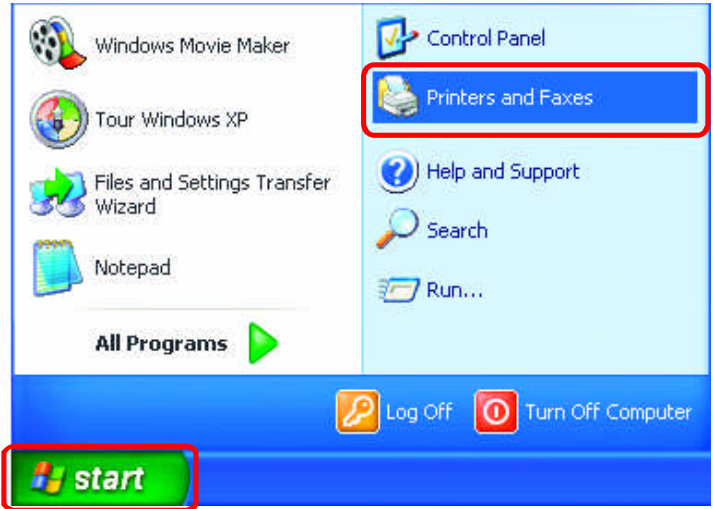 Windows Movie Maker
Tour Windows XP
Files and Settings Transfer
Wizard
Notepad
All Programs
Control Panel
Printers and Faxes
Help and Support
Search
Run...
Log Off
Turn Off Computer
start